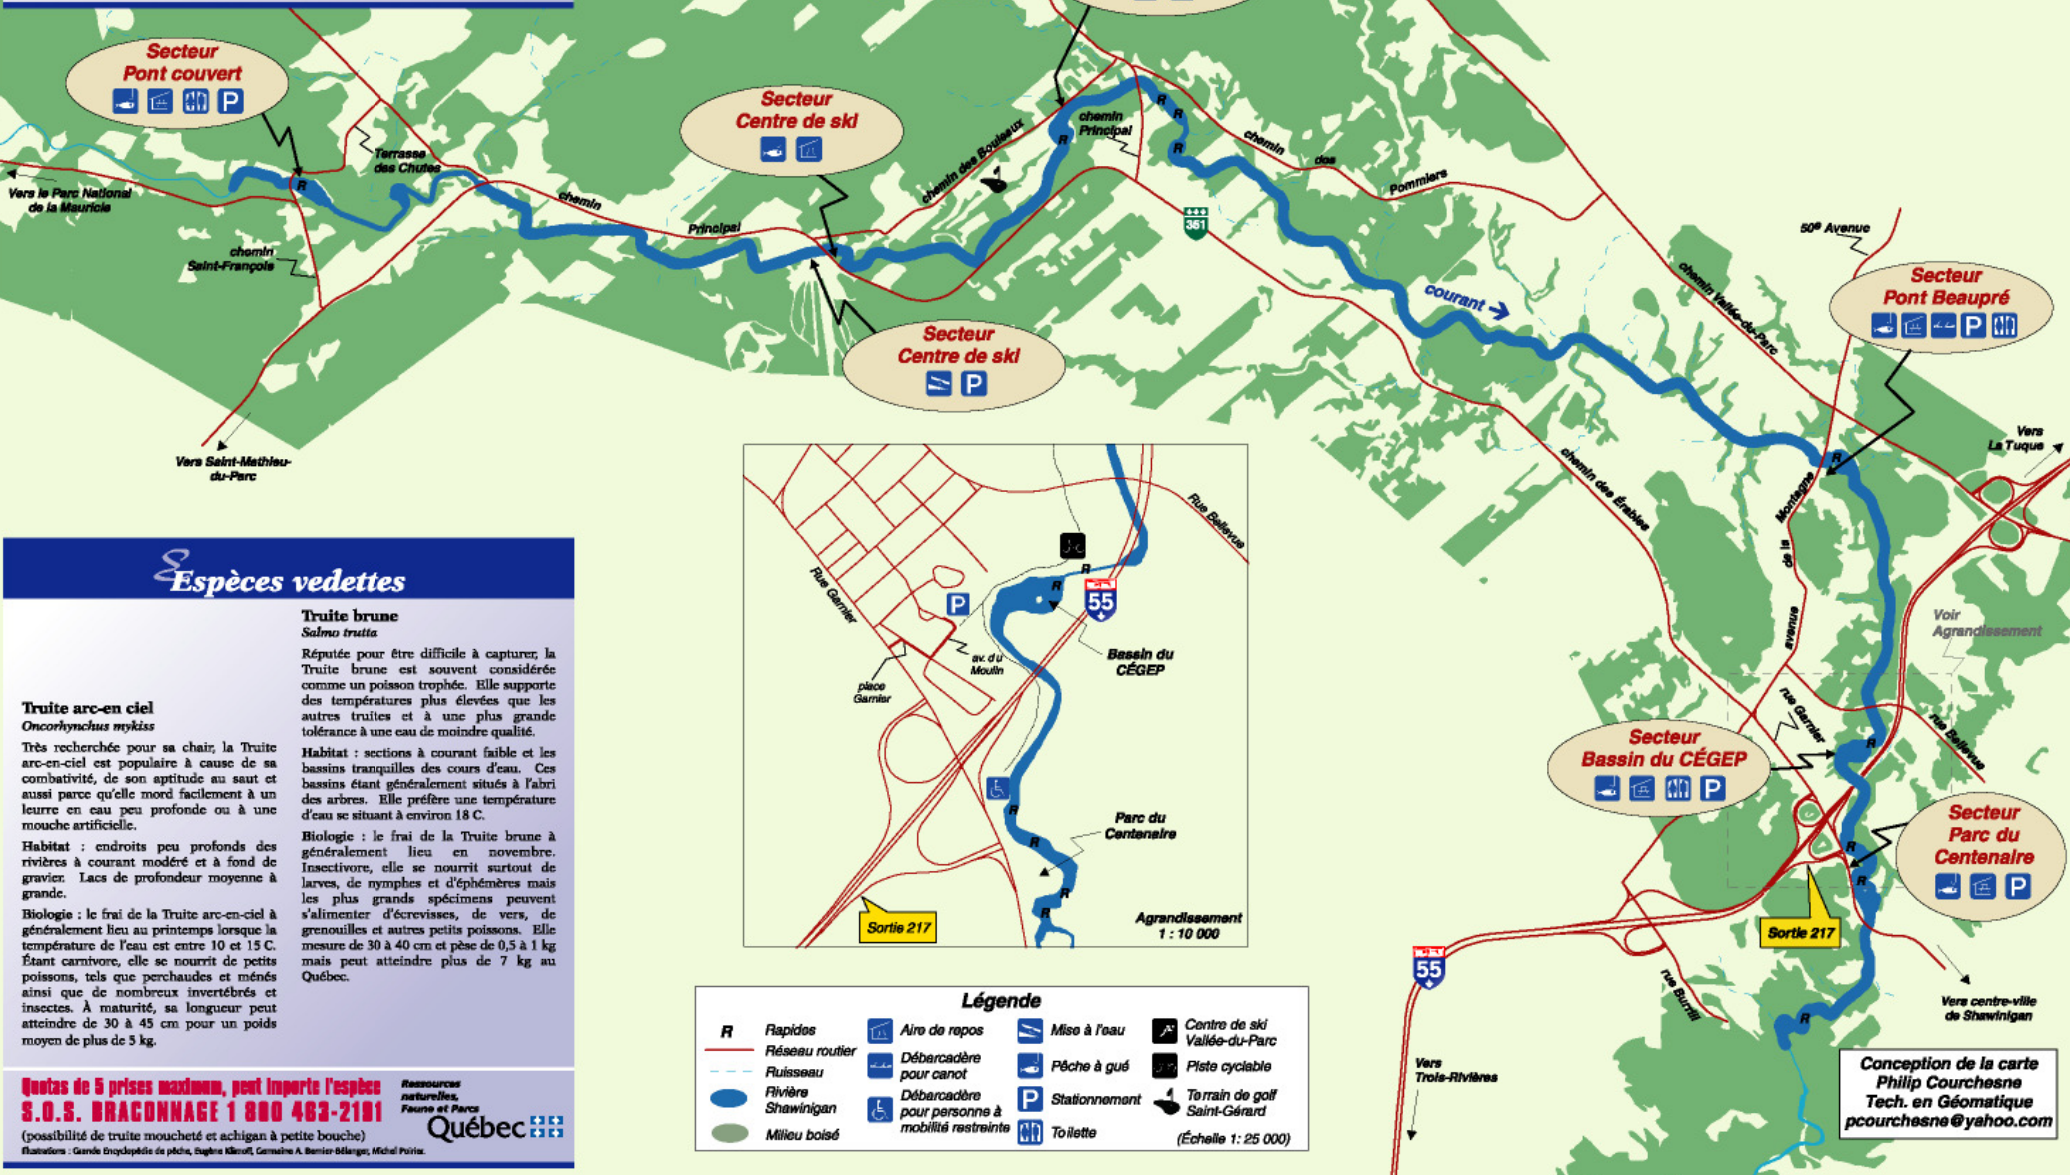 Secteur
Pont couvert
P
Secteur
Centre de ski
chemin
Principal
chemin des Bouleaux
chemin
dos
Pommiers
351
Terrasse
des Chutes
Vers le Parc National
de la Mauricie
chemin
Principal
chemin
Saint-François
Secteur
Centre de ski
P
courant
chemin Vallée-du-Parc
50e Avenue
Secteur
Pont Beaupré
P
Vers
La Tuque
Vers Saint-Mathieu-
du-Parc
chemin des Érables
avenue
de la
Montagne
Voir
Agrandissement
rue Garnier
rue Bellevue
Secteur
Bassin du CÉGEP
P
Secteur
Parc du
Centenaire
P
Sortie 217
55
rue Burrill
Vers centre-ville
de Shawinigan
Vers
Trois-Rivières
R
R
R
R
R
R
R
R
R
R
Rue Bellevue
Rue Garnier
P
R
R
55
Bassin du
CÉGEP
av. du
Moulin
place
Garnier
R
R
Parc du
Centenaire
R
R
Sortie 217
Agrandissement
1 : 10 000
Espèces vedettes
Truite arc-en ciel
Oncorhynchus mykiss
Très recherchée pour sa chair, la Truite
arc-en-ciel est populaire à cause de sa
combativité, de son aptitude au saut et
aussi parce qu'elle mord facilement à un
leurre en eau peu profonde ou à une
mouche artificielle.
Habitat : endroits peu profonds des
rivières à courant modéré et à fond de
gravier. Lacs de profondeur moyenne à
grande.
Biologie : le frai de la Truite arc-en-ciel à
généralement lieu au printemps lorsque la
température de l'eau est entre 10 et 15 C.
Étant carnivore, elle se nourrit de petits
poissons, tels que perchaudes et ménés
ainsi que de nombreux invertébrés et
insectes. À maturité, sa longueur peut
atteindre de 30 à 45 cm pour un poids
moyen de plus de 5 kg.
Truite brune
Salmo trutta
Réputée pour être difficile à capturer, la
Truite brune est souvent considérée
comme un poisson trophée. Elle supporte
des températures plus élevées que les
autres truites et à une plus grande
tolérance à une eau de moindre qualité.
Habitat : sections à courant faible et les
bassins tranquilles des cours d'eau. Ces
bassins étant généralement situés à l'abri
des arbres. Elle préfère une température
d'eau se situant à environ 18 C.
Biologie : le frai de la Truite brune à
généralement lieu en novembre.
Insectivore, elle se nourrit surtout de
larves, de nymphes et d'éphémères mais
les plus grands spécimens peuvent
s'alimenter d'écrevisses, de vers, de
grenouilles et autres petits poissons. Elle
mesure de 30 à 40 cm et pèse de 0,5 à 1 kg
mais peut atteindre plus de 7 kg au
Québec.
Quotas de 5 prises maximum, peut importe l'espèce
S.O.S. BRACONNAGE 1 800 463-2191
(possibilité de truite moucheté et achigan à petite bouche)
Illustrations : Grande Encyclopédie de pêche, Eugène Kliınoff, Germaine A. Bernier-Bélanger, Michel Poirier.
Ressources
naturelles,
Faune et Parcs
Québec
Légende
R Rapides
Réseau routier
Ruisseau
Rivière
Shawinigan
Milieu boisé
Aire de repos
Débarcadère
pour canot
Débarcadère
pour personne à
mobilité restreinte
Mise à l'eau
Pêche à gué
P Stationnement
Toilette
Centre de ski
Vallée-du-Parc
Piste cyclable
Terrain de golf
Saint-Gérard
(Échelle 1: 25 000)
Conception de la carte
Philip Courchesne
Tech. en Géomatique
pcourchesne@yahoo.com